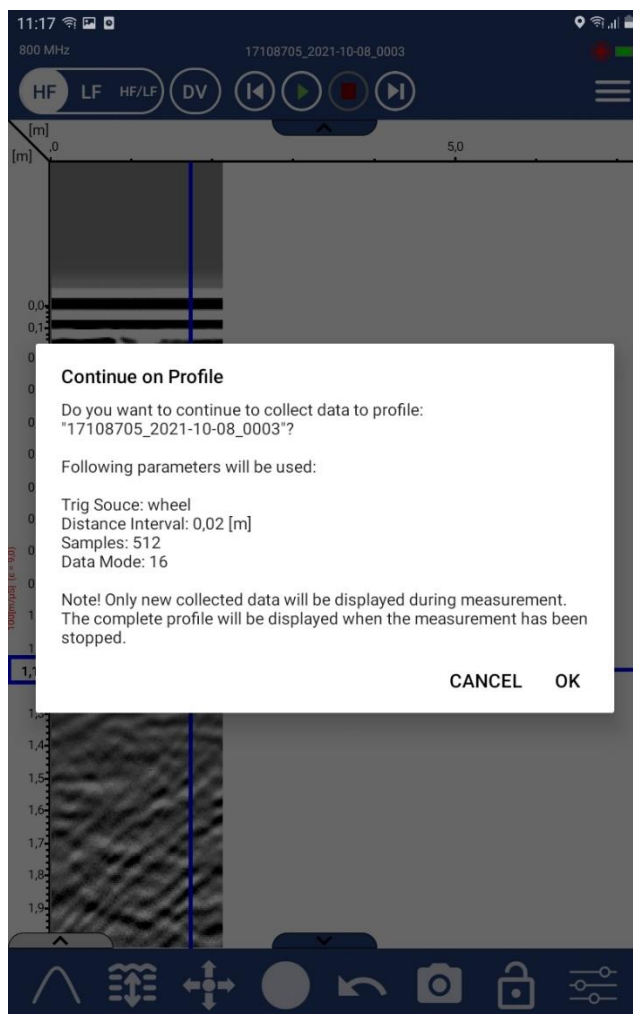 11:17
800 MHz
17108705_2021-10-08_0003
HF LF HF/LF DV
[m]
[m] ,0 5,0
0,0
0,1
Continue on Profile
Do you want to continue to collect data to profile:
"17108705_2021-10-08_0003"?
Following parameters will be used:
Trig Souce: wheel
Distance Interval: 0,02 [m]
Samples: 512
Data Mode: 16
Note! Only new collected data will be displayed during measurement.
The complete profile will be displayed when the measurement has been
stopped.
CANCEL OK
1,3
1,4
1,5
1,6
1,7
1,8
1,9